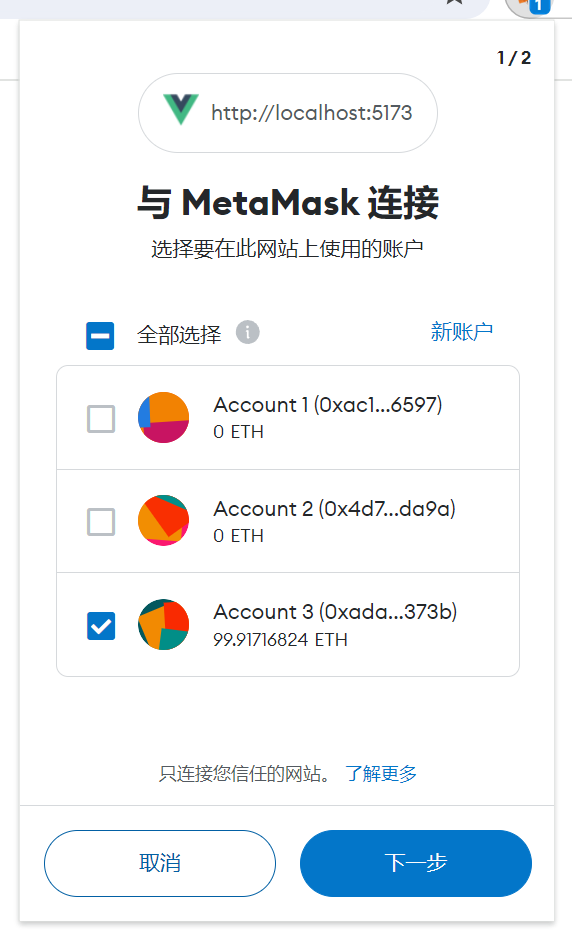 1
1 / 2
http://localhost:5173
与 MetaMask 连接
选择要在此网站上使用的账户
全部选择
新账户
Account 1 (0xac1...6597)
0 ETH
Account 2 (0x4d7...da9a)
0 ETH
Account 3 (0xada...373b)
99.91716824 ETH
只连接您信任的网站。 了解更多
取消
下一步